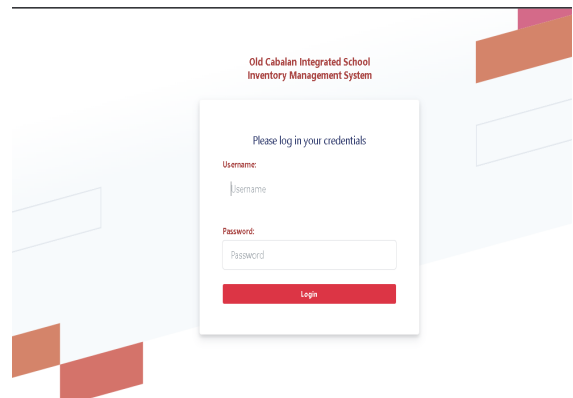 Old Cabalan Integrated School
Inventory Management System
Please log in your credentials
Username:
Username
Password:
Password
Login